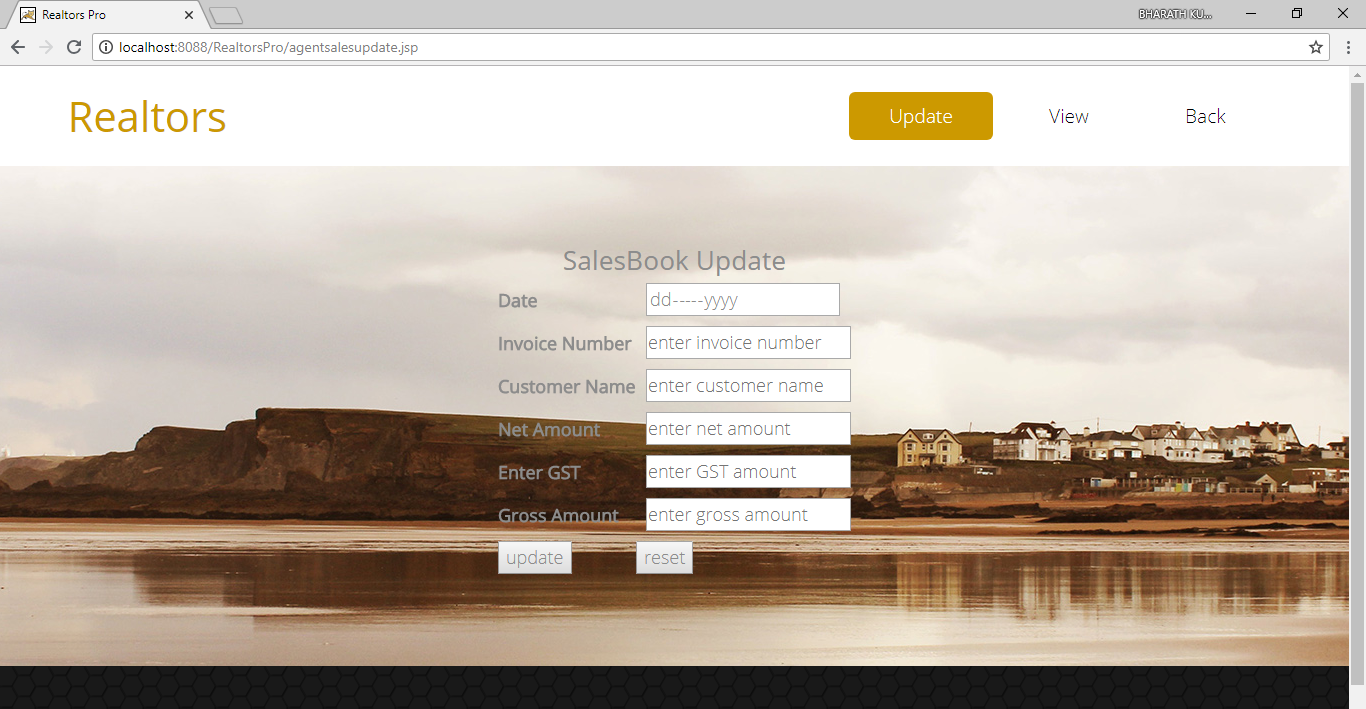 Realtors Pro
BHARATH KU...
localhost:8088/RealtorsPro/agentsalesupdate.jsp
Realtors Update View Back
SalesBook Update
Date dd-----yyyy
Invoice Number enter invoice number
Customer Name enter customer name
Net Amount enter net amount
Enter GST enter GST amount
Gross Amount enter gross amount
update reset